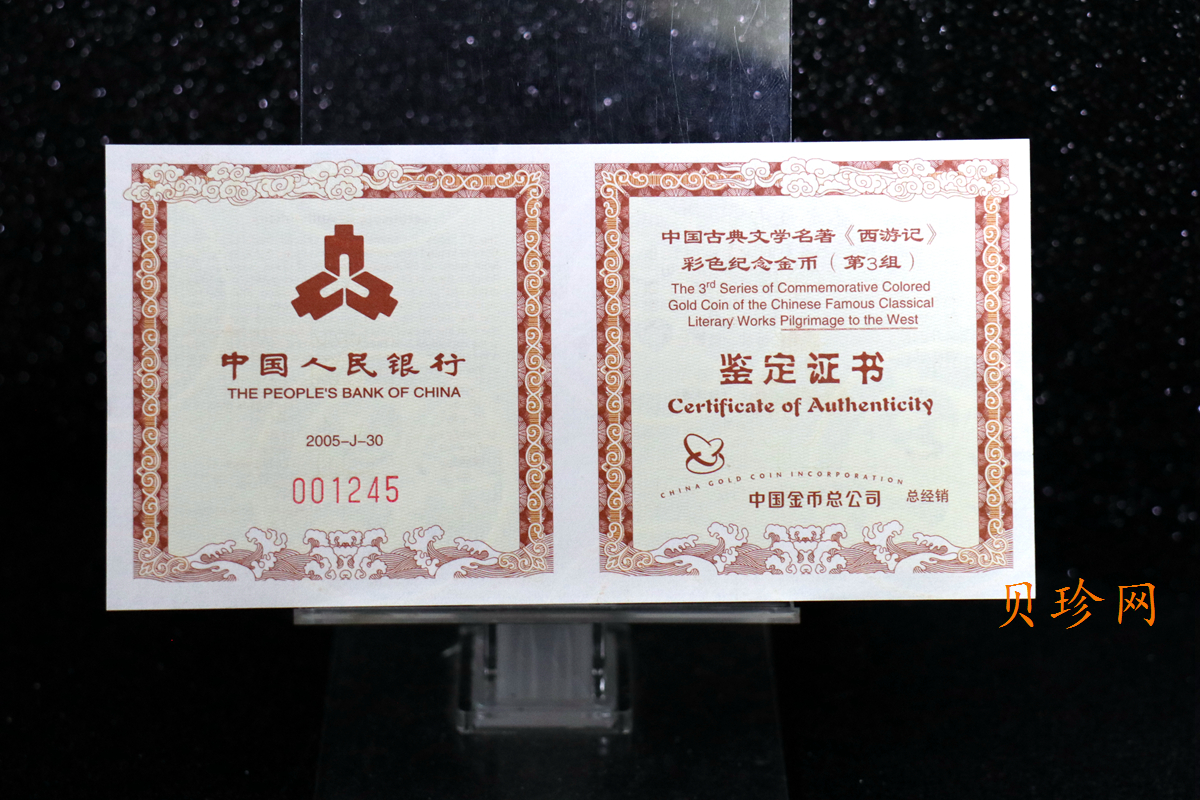 中国人民银行
THE PEOPLE'S BANK OF CHINA
2005-J-30
001245
中国古典文学名著《西游记》
彩色纪念金币（第3组）
The 3rd Series of Commemorative Colored
Gold Coin of the Chinese Famous Classical
Literary Works Pilgrimage to the West
鉴定证书
Certificate of Authenticity
CHINA GOLD COIN INCORPORATION
中国金币总公司 总经销
贝珍网